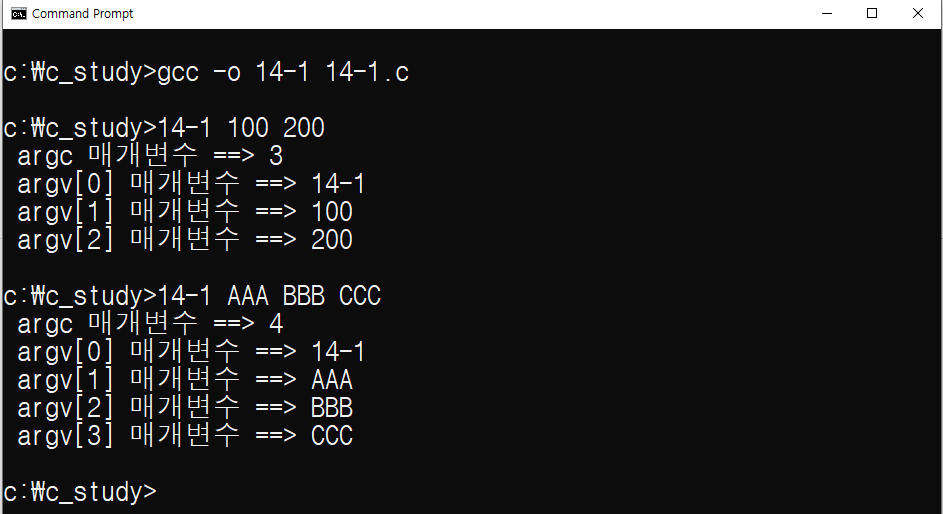 Command Prompt
c:₩c_study>gcc -o 14-1 14-1.c
c:₩c_study>14-1 100 200
argc 매개변수 ==> 3
argv[0] 매개변수 ==> 14-1
argv[1] 매개변수 ==> 100
argv[2] 매개변수 ==> 200
c:₩c_study>14-1 AAA BBB CCC
argc 매개변수 ==> 4
argv[0] 매개변수 ==> 14-1
argv[1] 매개변수 ==> AAA
argv[2] 매개변수 ==> BBB
argv[3] 매개변수 ==> CCC
c:₩c_study>